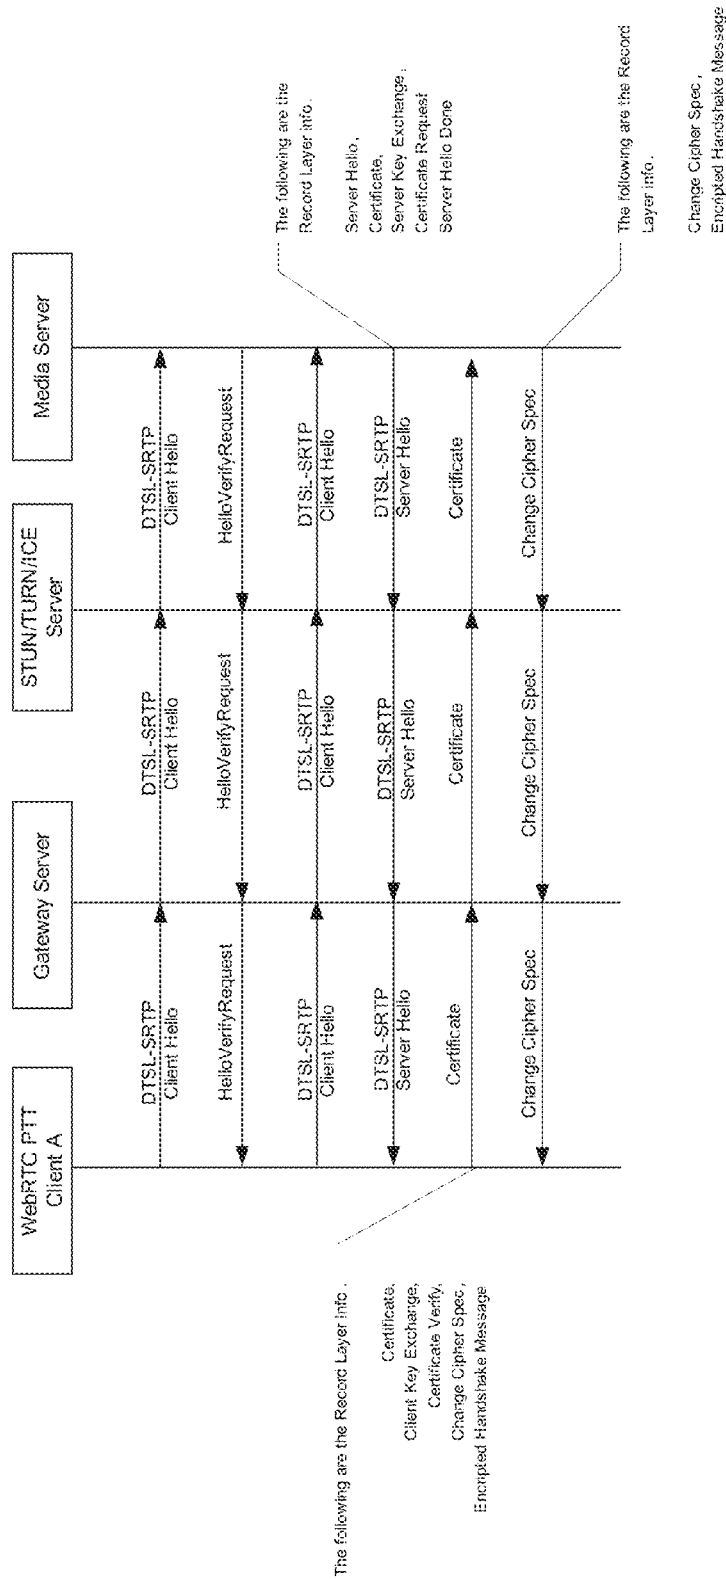 WebRTC PTT
Client A
Gateway Server
STUN/TURN/ICE
Server
Media Server
DTSL-SRTP
Client Hello
DTSL-SRTP
Client Hello
DTSL-SRTP
Client Hello
HelloVerifyRequest
HelloVerifyRequest
HelloVerifyRequest
DTSL-SRTP
Client Hello
DTSL-SRTP
Client Hello
DTSL-SRTP
Client Hello
DTSL-SRTP
Server Hello
DTSL-SRTP
Server Hello
DTSL-SRTP
Server Hello
Certificate
Certificate
Certificate
Change Cipher Spec
Change Cipher Spec
Change Cipher Spec
The following are the Record Layer Info.
Certificate,
Client Key Exchange,
Certificate Verify,
Change Cipher Spec,
Encripted Handshake Message
The following are the
Record Layer info.
Server Hello,
Certificate,
Server Key Exchange,
Certificate Request
Server Hello Done
The following are the Record
Layer info.
Change Cipher Spec,
Encripted Handshake Message